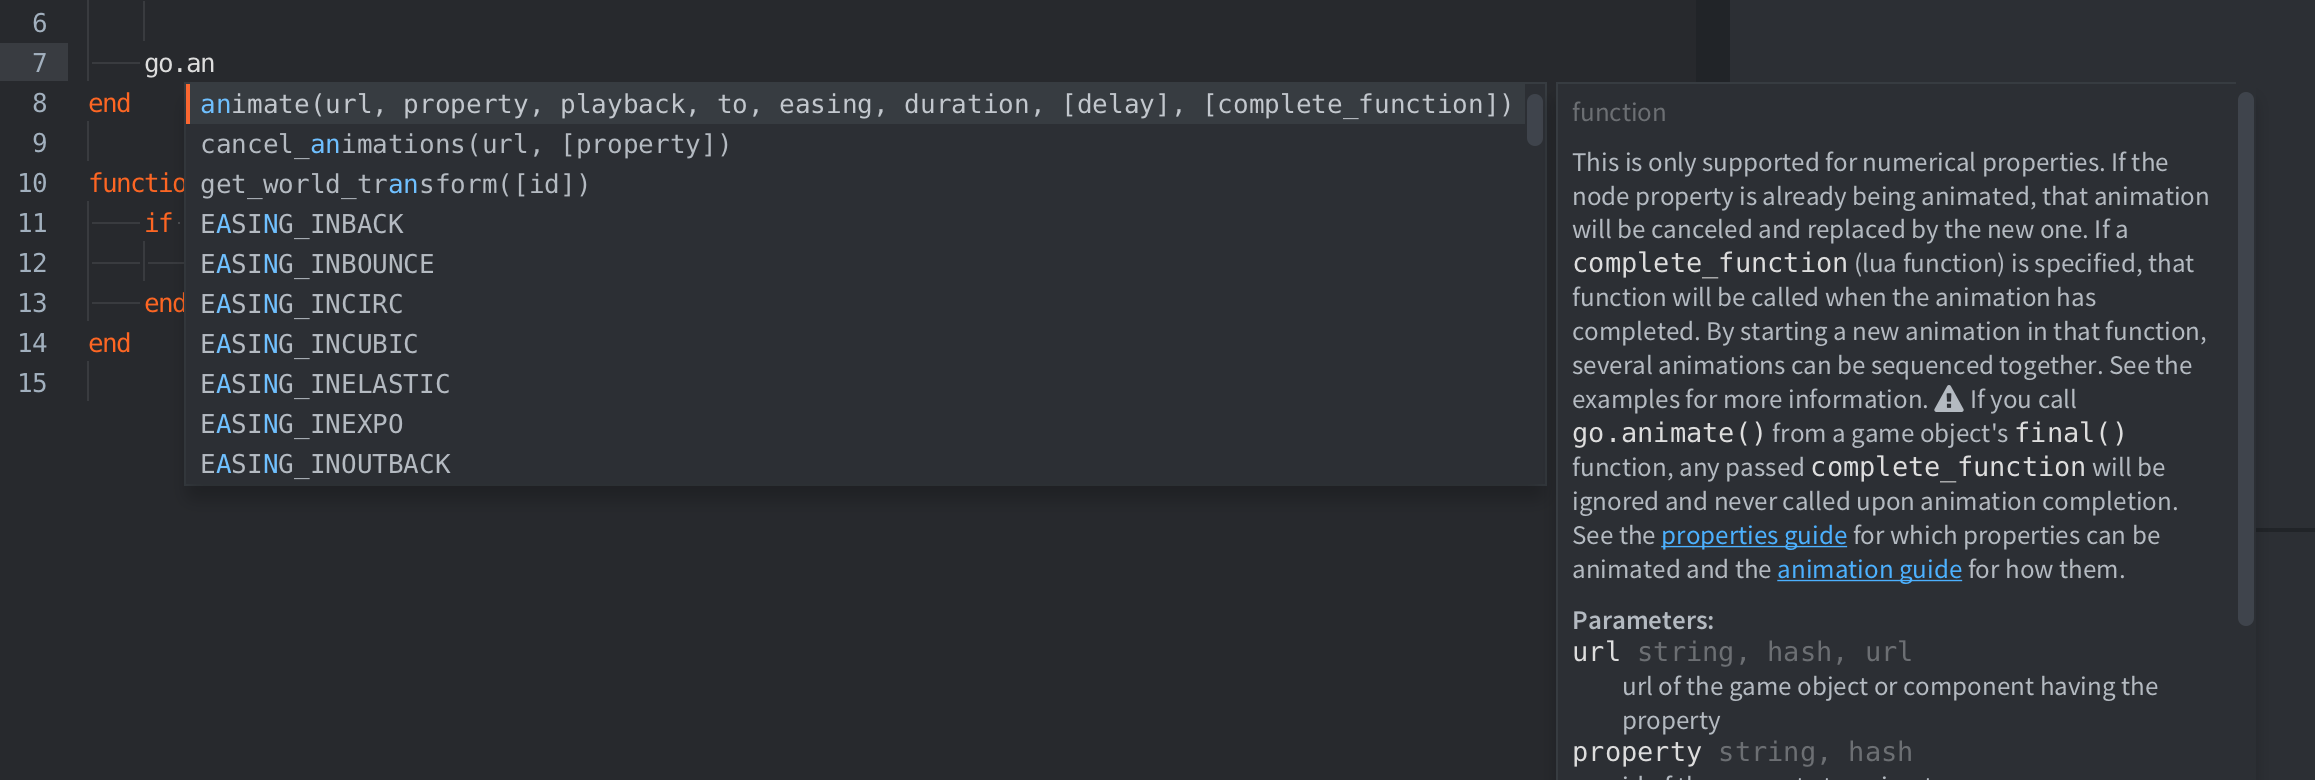 6
7 go.an
8 end
9
10 functio
11 if
12
13 end
14 end
15
animate(url, property, playback, to, easing, duration, [delay], [complete_function])
cancel_animations(url, [property])
get_world_transform([id])
EASING_INBACK
EASING_INBOUNCE
EASING_INCIRC
EASING_INCUBIC
EASING_INELASTIC
EASING_INEXPO
EASING_INOUTBACK
function
This is only supported for numerical properties. If the
node property is already being animated, that animation
will be canceled and replaced by the new one. If a
complete_function (lua function) is specified, that
function will be called when the animation has
completed. By starting a new animation in that function,
several animations can be sequenced together. See the
examples for more information. ⚠ If you call
go.animate() from a game object's final()
function, any passed complete_function will be
ignored and never called upon animation completion.
See the properties guide for which properties can be
animated and the animation guide for how them.
Parameters:
url string, hash, url
url of the game object or component having the
property
property string, hash